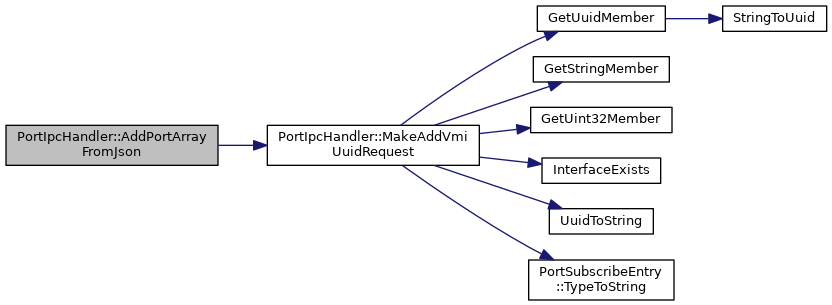 PortIpcHandler::AddPortArray
FromJson
PortIpcHandler::MakeAddVmi
UuidRequest
GetUuidMember
StringToUuid
GetStringMember
GetUint32Member
InterfaceExists
UuidToString
PortSubscribeEntry
::TypeToString